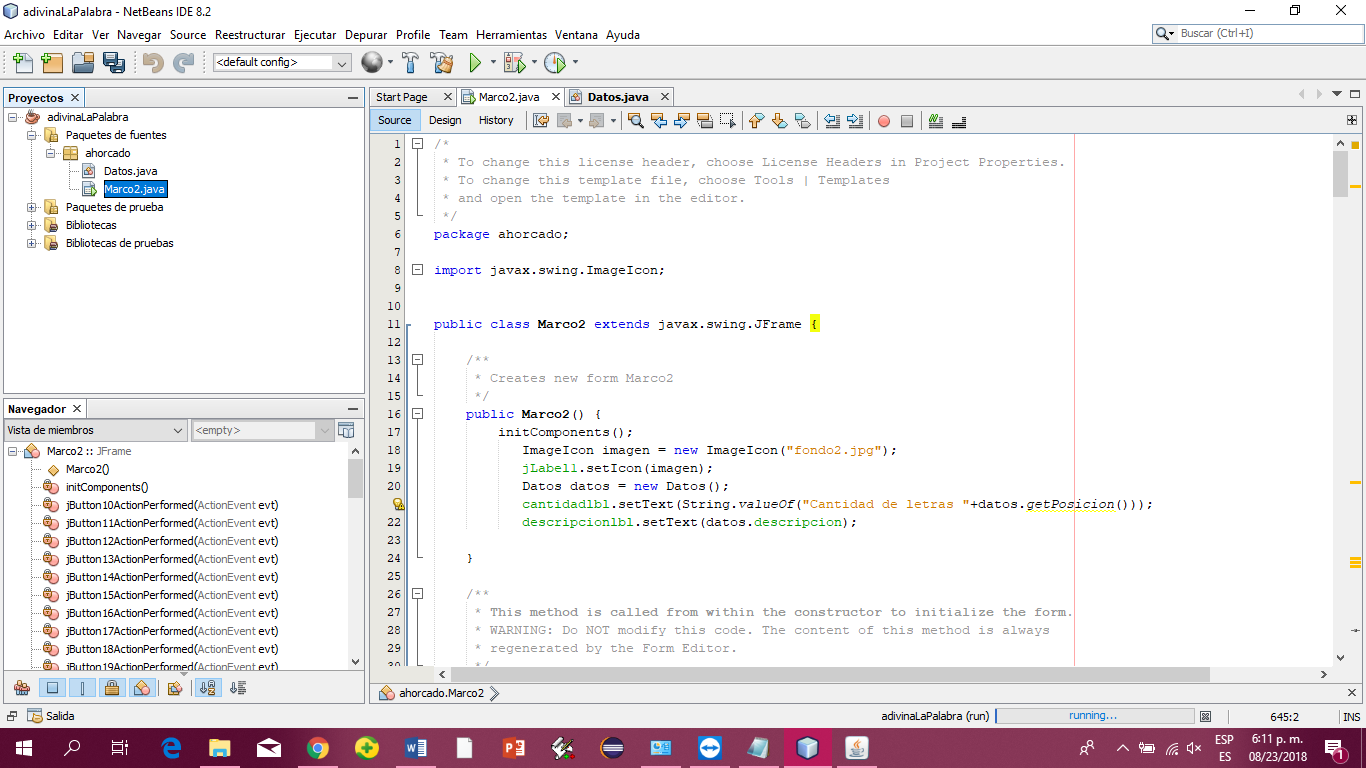 adivinaLaPalabra - NetBeans IDE 8.2
Archivo Editar Ver Navegar Source Reestructurar Ejecutar Depurar Profile Team Herramientas Ventana Ayuda
Buscar (Ctrl+I)
<default config>
Proyectos
adivinaLaPalabra
Paquetes de fuentes
ahorcado
Datos.java
Marco2.java
Paquetes de prueba
Bibliotecas
Bibliotecas de pruebas
Navegador
Vista de miembros
<empty>
Marco2 :: JFrame
Marco2()
initComponents()
jButton10ActionPerformed(ActionEvent evt)
jButton11ActionPerformed(ActionEvent evt)
jButton12ActionPerformed(ActionEvent evt)
jButton13ActionPerformed(ActionEvent evt)
jButton14ActionPerformed(ActionEvent evt)
jButton15ActionPerformed(ActionEvent evt)
jButton16ActionPerformed(ActionEvent evt)
jButton17ActionPerformed(ActionEvent evt)
jButton18ActionPerformed(ActionEvent evt)
jButton19ActionPerformed(ActionEvent evt)
Start Page Marco2.java Datos.java
Source Design History
1 /*
2 * To change this license header, choose License Headers in Project Properties.
3 * To change this template file, choose Tools | Templates
4 * and open the template in the editor.
5 */
6 package ahorcado;
7
8 import javax.swing.ImageIcon;
9
10
11 public class Marco2 extends javax.swing.JFrame {
12
13 /**
14 * Creates new form Marco2
15 */
16 public Marco2() {
17 initComponents();
18 ImageIcon imagen = new ImageIcon("fondo2.jpg");
19 jLabel1.setIcon(imagen);
20 Datos datos = new Datos();
cantidadlbl.setText(String.valueOf("Cantidad de letras "+datos.getPosicion()));
22 descripcionlbl.setText(datos.descripcion);
23
24 }
25
26 /**
27 * This method is called from within the constructor to initialize the form.
28 * WARNING: Do NOT modify this code. The content of this method is always
29 * regenerated by the Form Editor.
30 */
ahorcado.Marco2
Salida
adivinaLaPalabra (run) running...
645:2 INS
ESP
ES
6:11 p. m.
08/23/2018
1